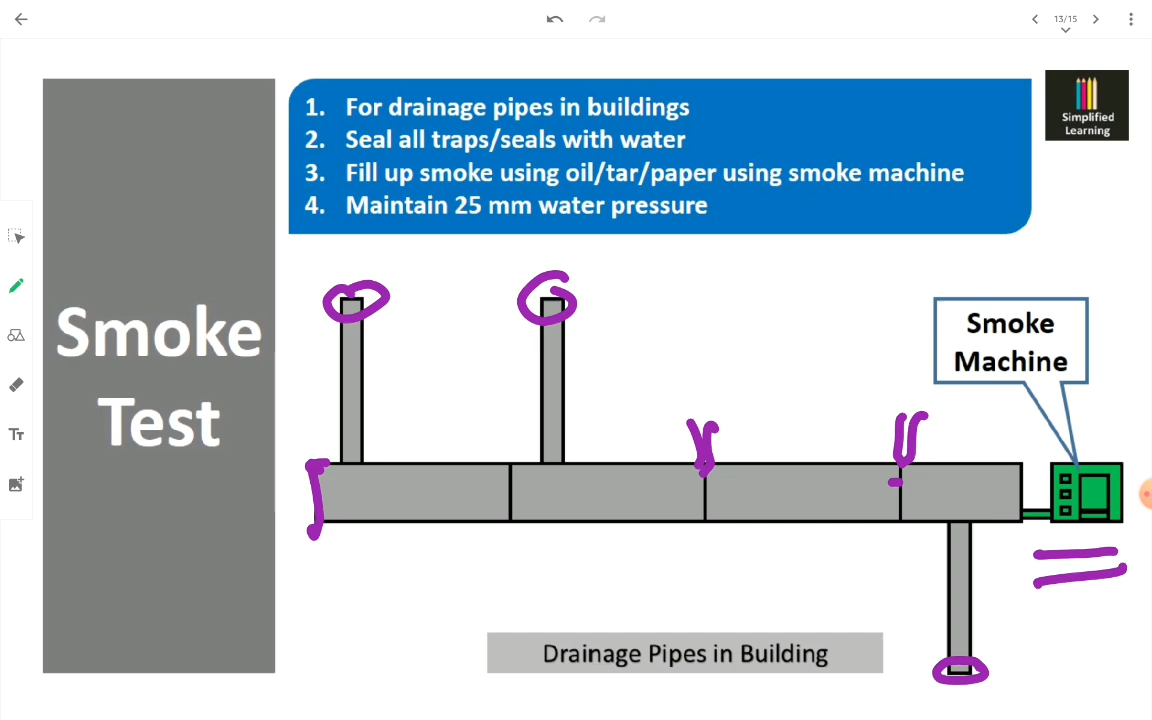 13/15
1. For drainage pipes in buildings
2. Seal all traps/seals with water
3. Fill up smoke using oil/tar/paper using smoke machine
4. Maintain 25 mm water pressure
Simplified
Learning
Smoke
Test
Smoke
Machine
Drainage Pipes in Building
TT